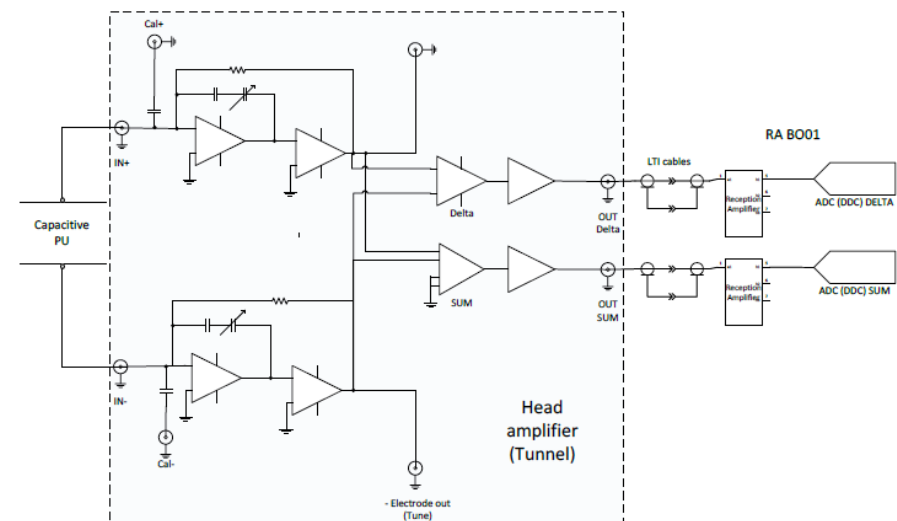 Cal+
IN+
Capacitive
PU
IN-
Cal-
Delta
SUM
- Electrode out
(Tune)
Head
amplifier
(Tunnel)
OUT
Delta
OUT
SUM
LTI cables
RA BO01
Reception
Amplifier
ADC (DDC) DELTA
Reception
Amplifier
ADC (DDC) SUM